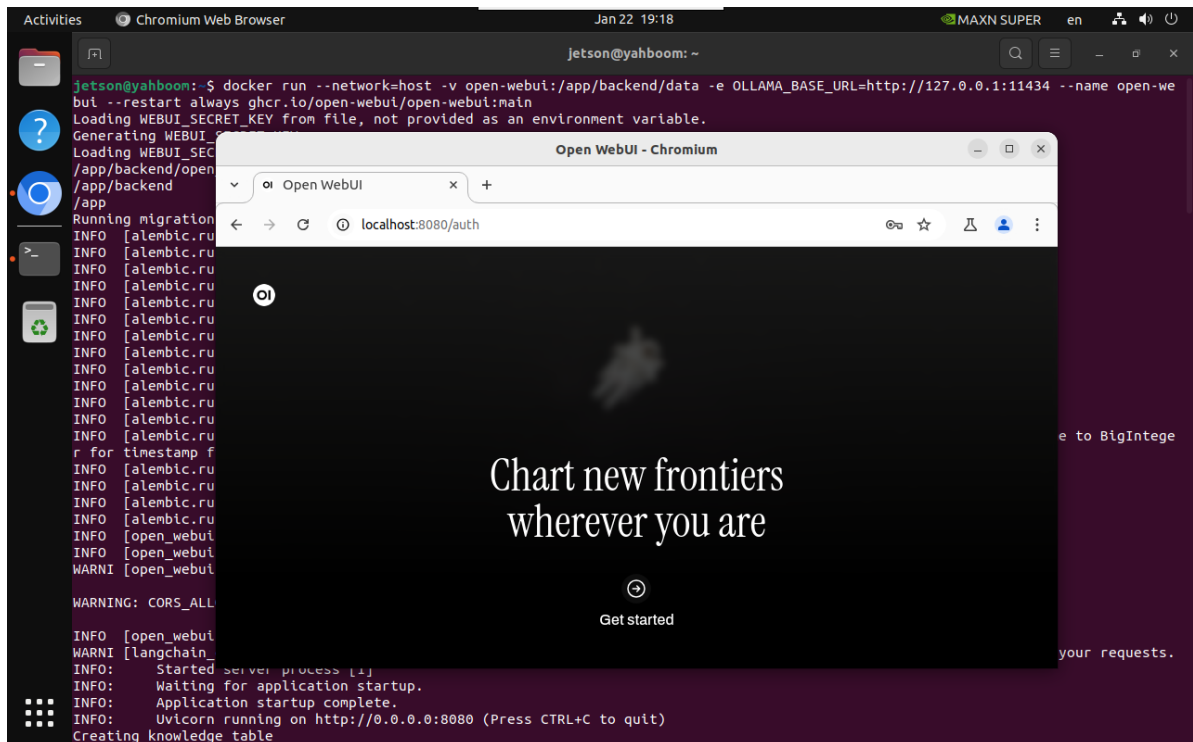 Activities
Chromium Web Browser
Jan 22 19:18
MAXN SUPER
en
jetson@yahboom: ~
jetson@yahboom:~$ docker run --network=host -v open-webui:/app/backend/data -e OLLAMA_BASE_URL=http://127.0.0.1:11434 --name open-we
bui --restart always ghcr.io/open-webui/open-webui:main
Loading WEBUI_SECRET_KEY from file, not provided as an environment variable.
Generating WEBUI_SECRET_KEY
Loading WEBUI_SEC
/app/backend/open_
/app/backend
/app
Running migration
INFO [alembic.ru
INFO [alembic.ru
INFO [alembic.ru
INFO [alembic.ru
INFO [alembic.ru
INFO [alembic.ru
INFO [alembic.ru
INFO [alembic.ru
INFO [alembic.ru
INFO [alembic.ru
INFO [alembic.ru
INFO [alembic.ru
INFO [alembic.ru
e to BigIntege
r for timestamp f
INFO [alembic.ru
INFO [alembic.ru
INFO [alembic.ru
INFO [alembic.ru
INFO [open_webui
INFO [open_webui
WARNI [open_webui
WARNING: CORS_ALL
INFO [open_webui
WARNI [langchain_
your requests.
INFO: Started server process [1]
INFO: Waiting for application startup.
INFO: Application startup complete.
INFO: Uvicorn running on http://0.0.0.0:8080 (Press CTRL+C to quit)
Creating knowledge table
Open WebUI - Chromium
OI Open WebUI
localhost:8080/auth
OI
Chart new frontiers
wherever you are
Get started